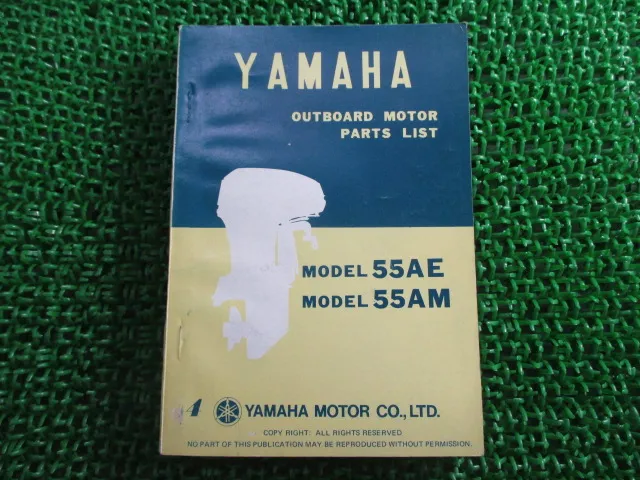 YAMAHA
OUTBOARD MOTOR
PARTS LIST
MODEL 55AE
MODEL 55AM
4 YAMAHA MOTOR CO., LTD.
COPY RIGHT: ALL RIGHTS RESERVED
NO PART OF THIS PUBLICATION MAY BE REPRODUCED WITHOUT PERMISSION.